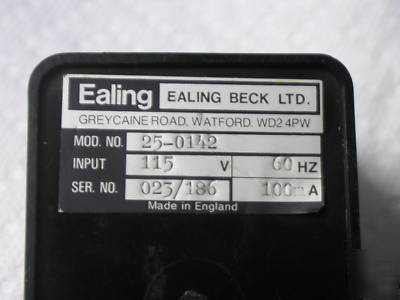 Ealing EALING BECK LTD.
GREYCAINE ROAD, WATFORD. WD2 4PW
MOD. NO. 25-0142
INPUT 115 V 60 HZ
SER. NO. 023/186 100mA
Made in England